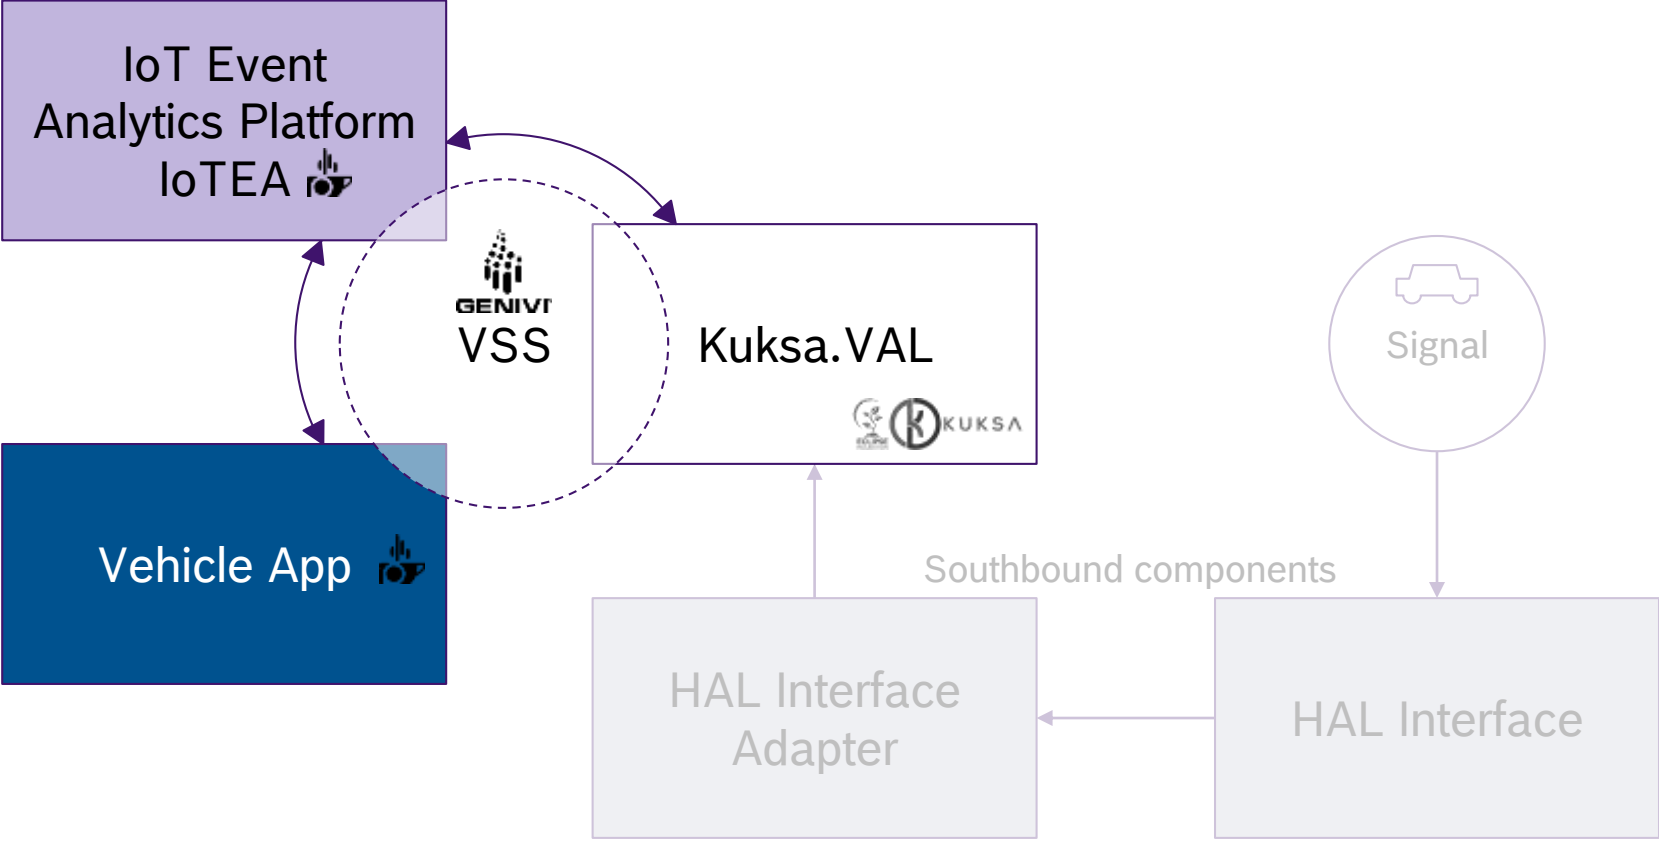 IoT Event
Analytics Platform
IoTEA
GENIVI
VSS
Kuksa.VAL
ECLIPSE
KUKSA
Signal
Vehicle App
Southbound components
HAL Interface
Adapter
HAL Interface